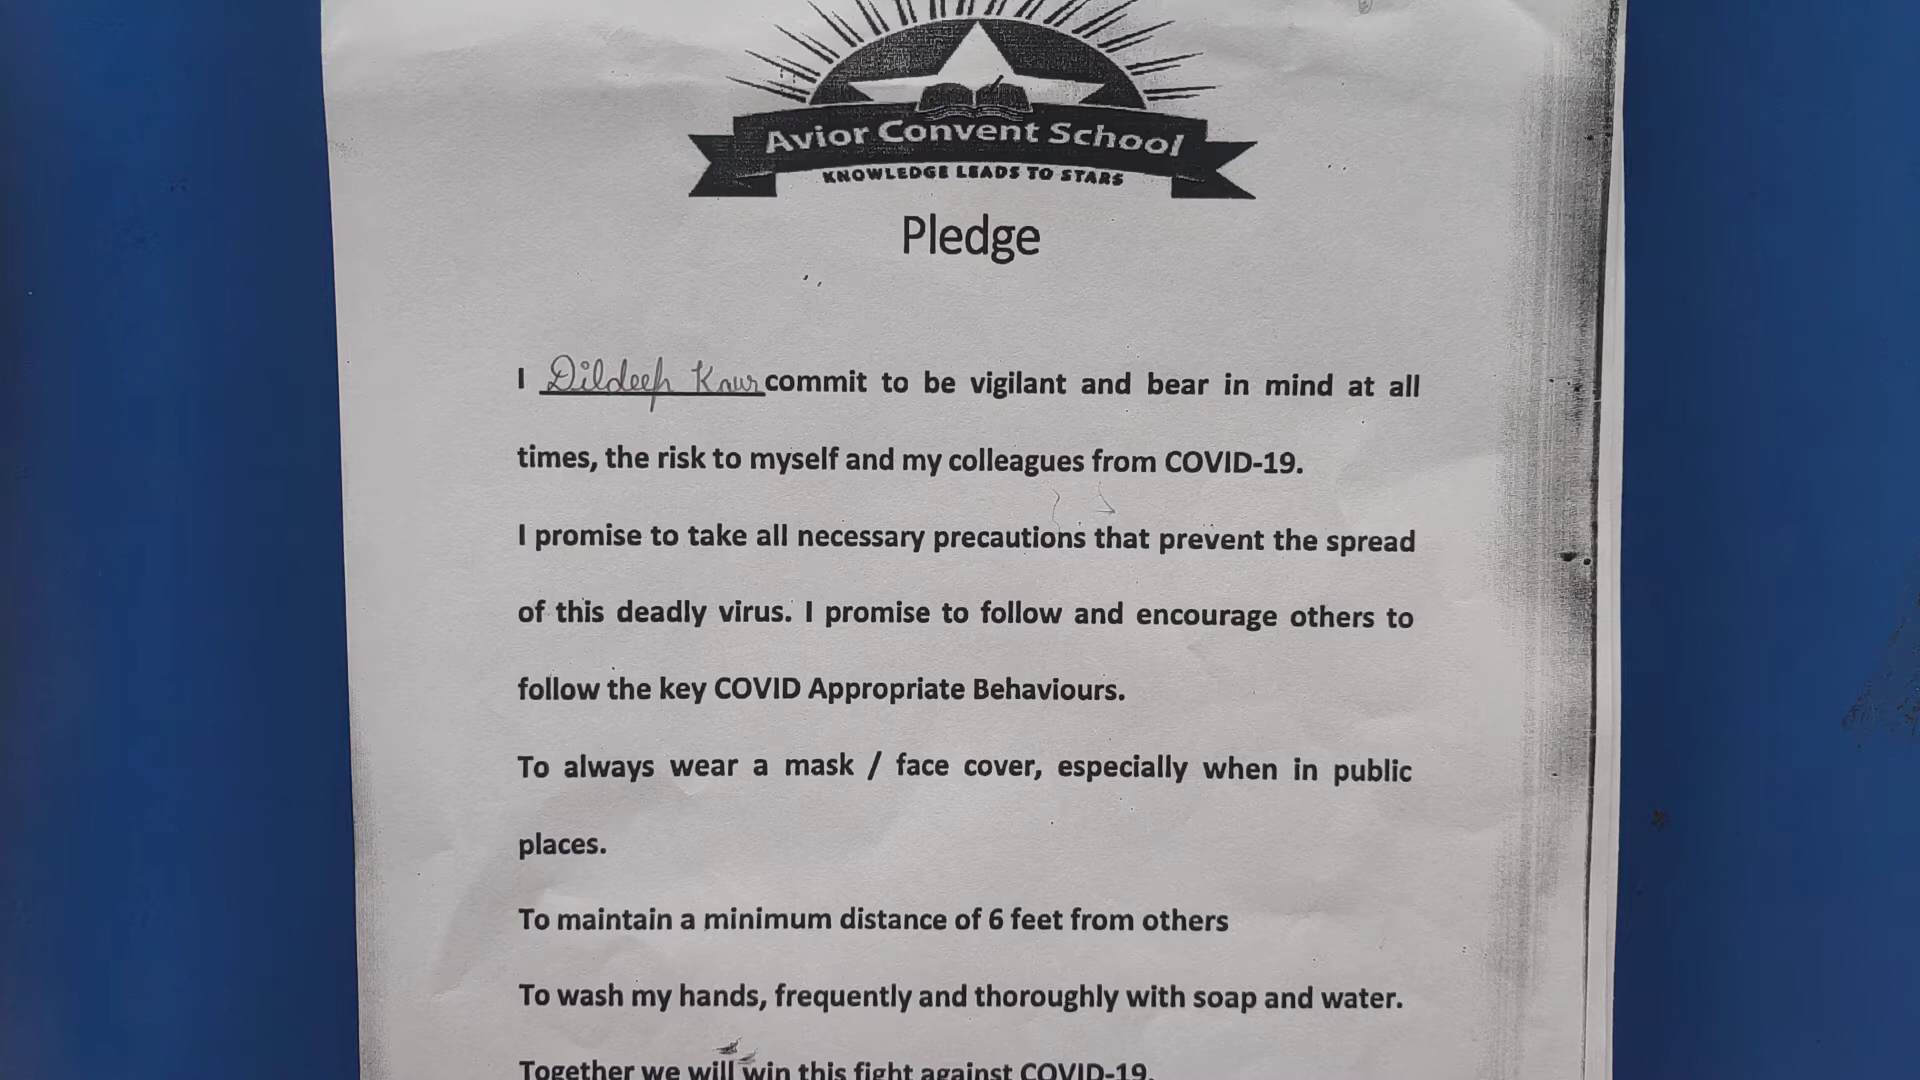 Avior Convent School
KNOWLEDGE LEADS TO STARS
Pledge
I Dildeep Kaur commit to be vigilant and bear in mind at all
times, the risk to myself and my colleagues from COVID-19.
I promise to take all necessary precautions that prevent the spread
of this deadly virus. I promise to follow and encourage others to
follow the key COVID Appropriate Behaviours.
To always wear a mask / face cover, especially when in public
places.
To maintain a minimum distance of 6 feet from others
To wash my hands, frequently and thoroughly with soap and water.
Together we will win this fight against COVID-19.